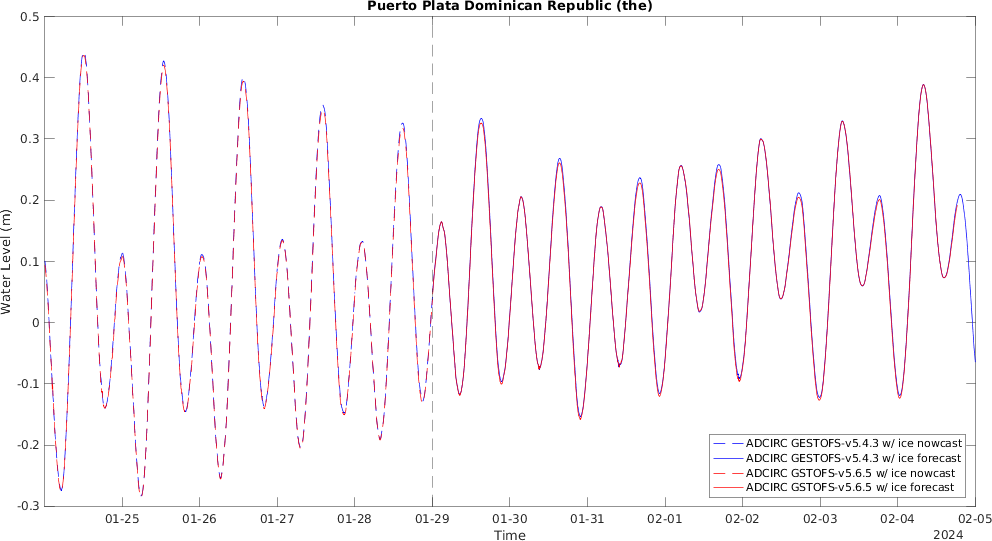 Puerto Plata Dominican Republic (the)
0.5
0.4
0.3
0.2
0.1
0
-0.1
-0.2
-0.3
Water Level (m)
ADCIRC GESTOFS-v5.4.3 w/ ice nowcast
ADCIRC GESTOFS-v5.4.3 w/ ice forecast
ADCIRC GSTOFS-v5.6.5 w/ ice nowcast
ADCIRC GSTOFS-v5.6.5 w/ ice forecast
01-25 01-26 01-27 01-28 01-29 01-30 01-31 02-01 02-02 02-03 02-04 02-05
Time
2024